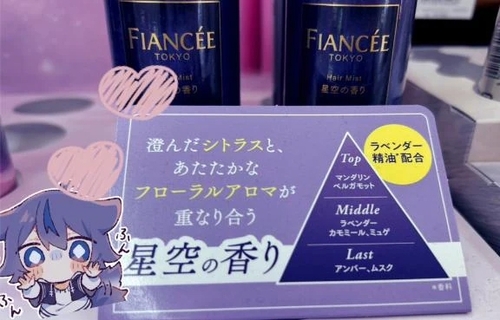 FIANCÉE
TOKYO
Hair Mist
星空の香り
FIANCÉE
TOKYO
Hair Mist
星空の香り
澄んだシトラスと、
あたたかな
フローラルアロマが
重なり合う
星空の香り
ラベンダー
精油*配合
Top
マンダリン
ベルガモット
Middle
ラベンダー
カモミール、ミュゲ
Last
アンバー、ムスク
*香料
ふん
ふん